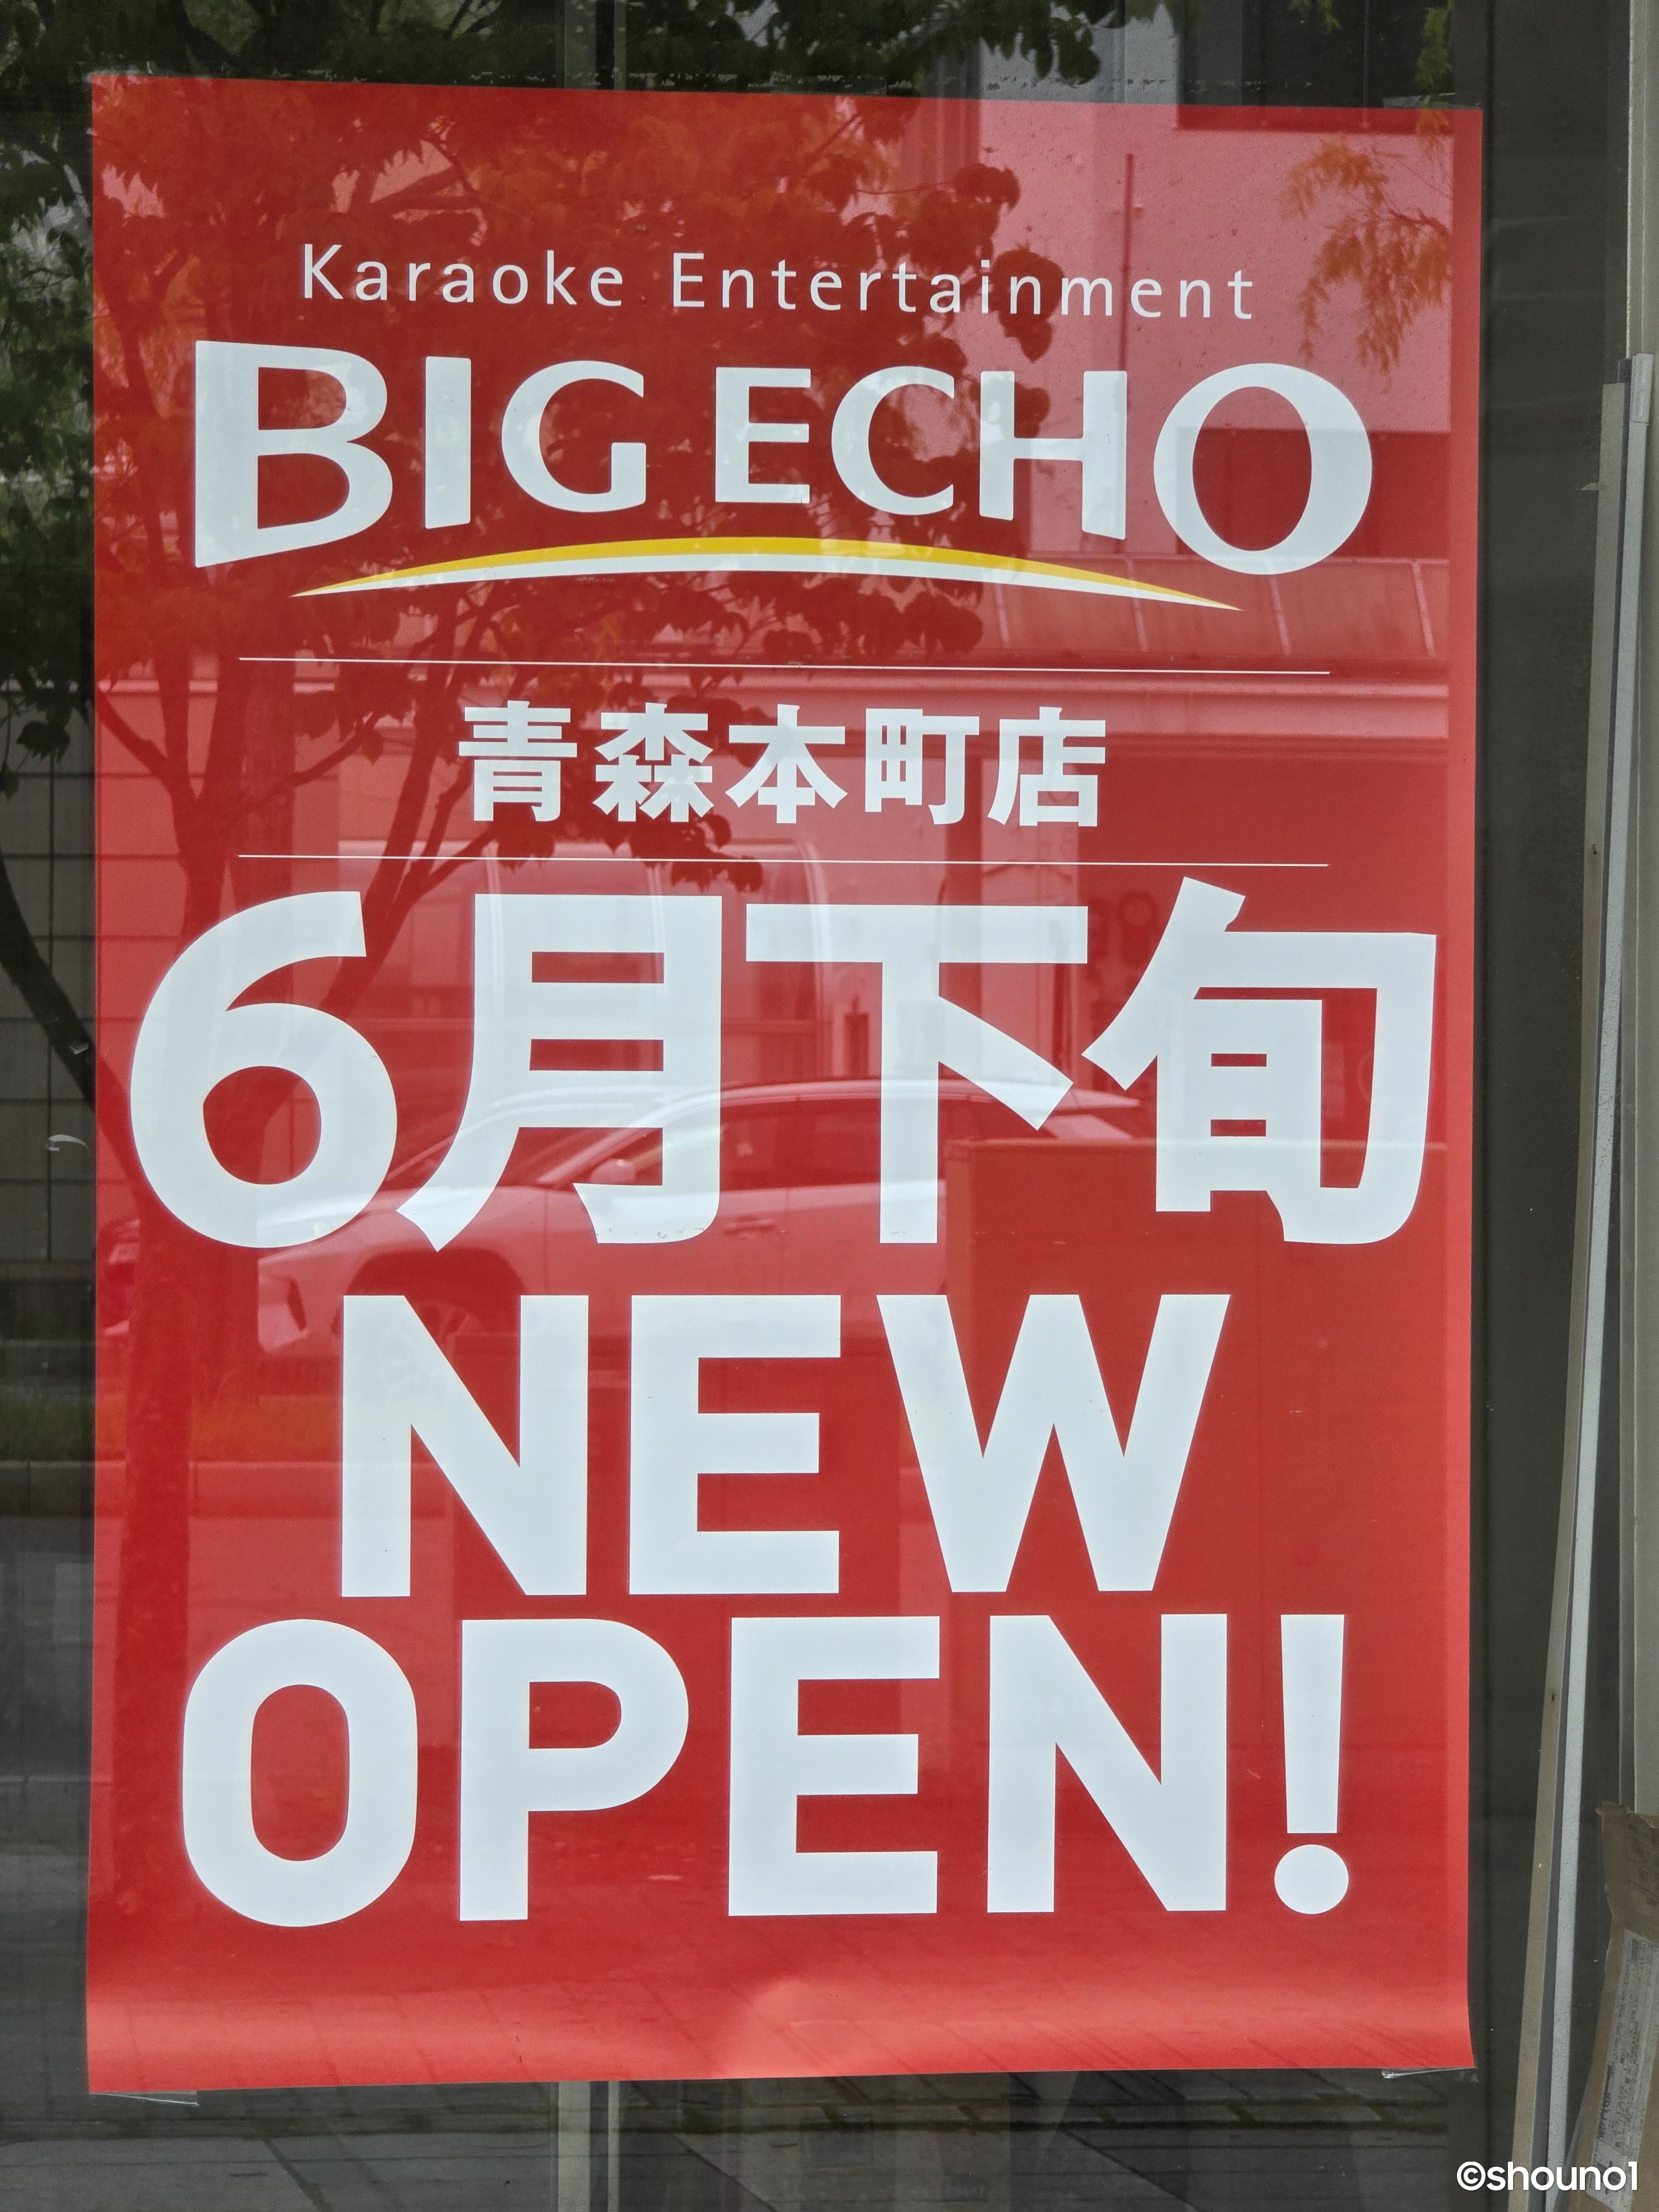 Karaoke Entertainment
BIG ECHO
青森本町店
6月下旬
NEW
OPEN!
©shouno1